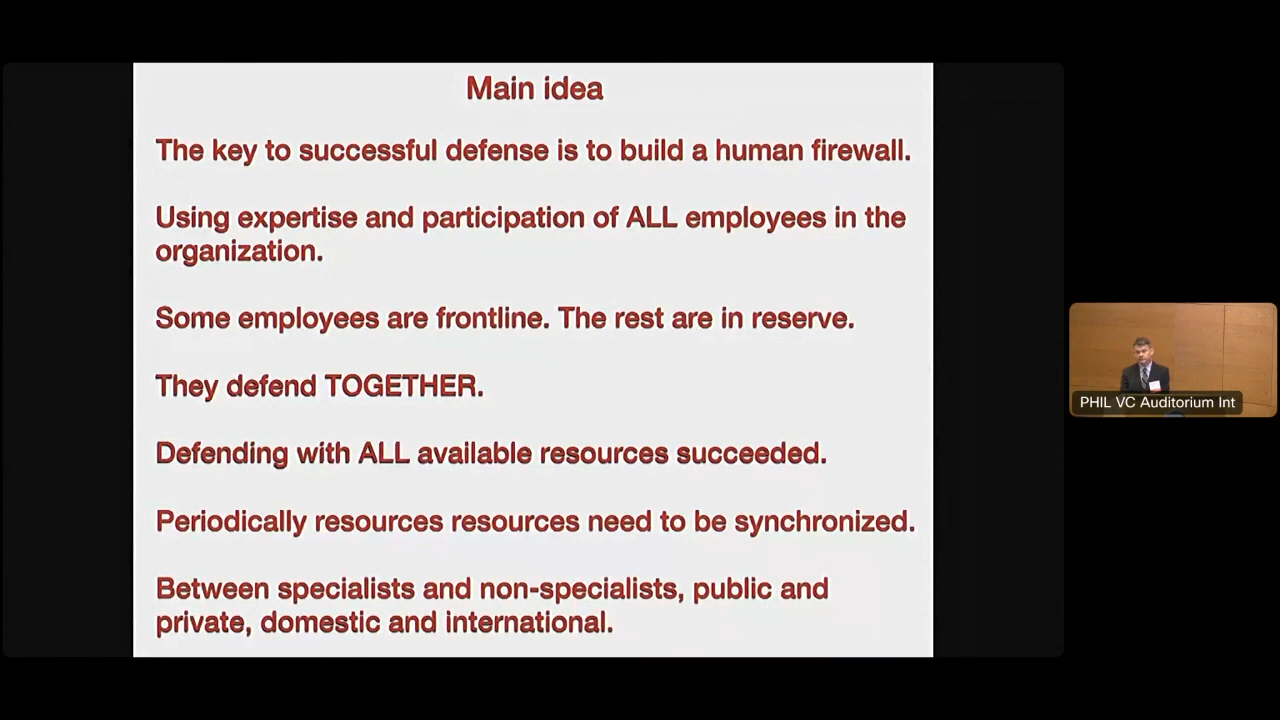 Main idea
The key to successful defense is to build a human firewall.
Using expertise and participation of ALL employees in the
organization.
Some employees are frontline. The rest are in reserve.
They defend TOGETHER.
Defending with ALL available resources succeeded.
Periodically resources resources need to be synchronized.
Between specialists and non-specialists, public and
private, domestic and international.
PHIL VC Auditorium Int